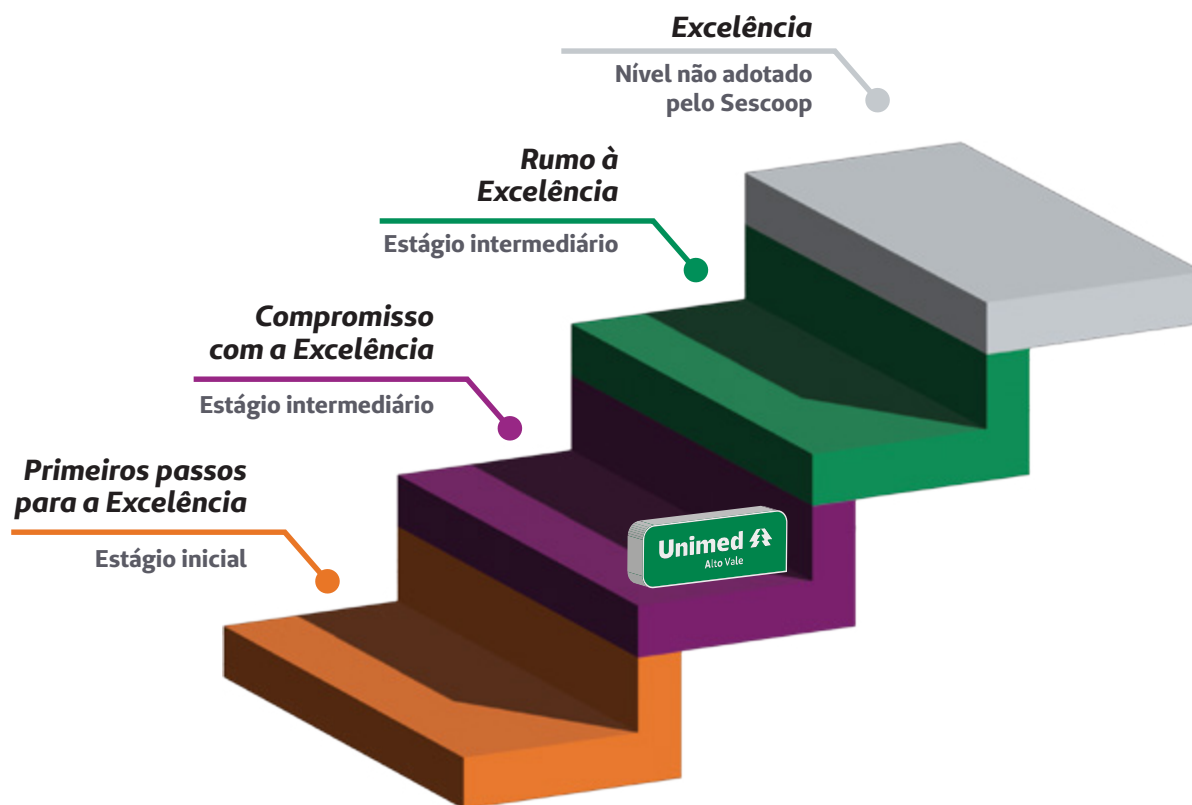 Excelência
Nível não adotado
pelo Sescoop
Rumo à
Excelência
Estágio intermediário
Compromisso
com a Excelência
Estágio intermediário
Primeiros passos
para a Excelência
Estágio inicial
Unimed
Alto Vale